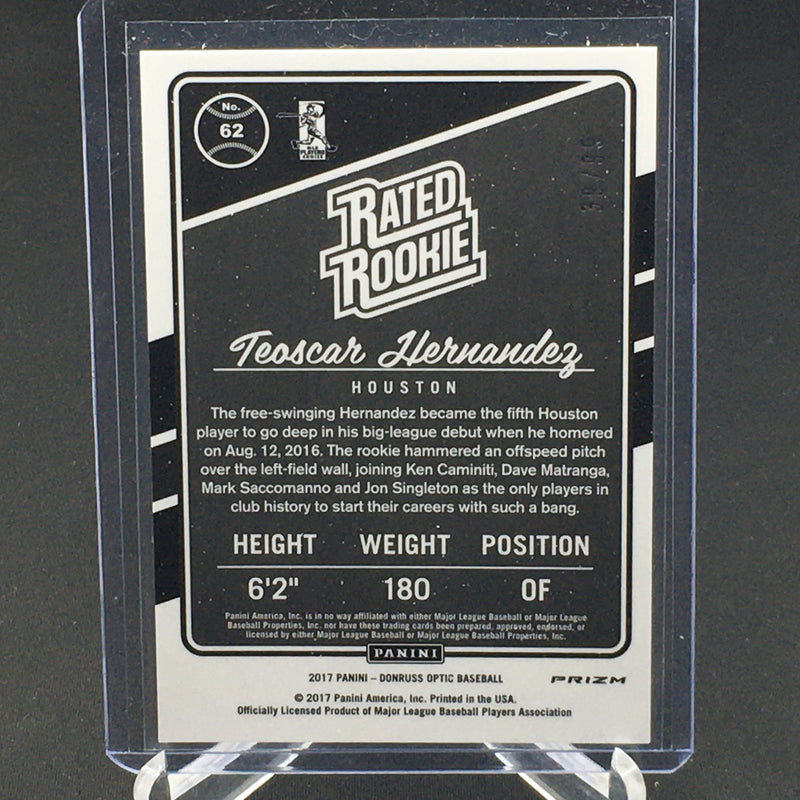 No.
62
MLB
PLAYERS
CHOICE
RATED
ROOKIE
Teoscar Hernandez
HOUSTON
The free-swinging Hernandez became the fifth Houston
player to go deep in his big-league debut when he homered
on Aug. 12, 2016. The rookie hammered an offspeed pitch
over the left-field wall, joining Ken Caminiti, Dave Matranga,
Mark Saccomanno and Jon Singleton as the only players in
club history to start their careers with such a bang.
HEIGHT WEIGHT POSITION
6'2" 180 OF
Panini America, Inc. is in no way affiliated with either Major League Baseball or Major League
Baseball Properties, Inc. nor have these trading cards been prepared, approved, endorsed, or
licensed by either Major League Baseball or Major League Baseball Properties, Inc.
PANINI
2017 PANINI – DONRUSS OPTIC BASEBALL
PRIZM
© 2017 Panini America, Inc. Printed in the USA.
Officially Licensed Product of Major League Baseball Players Association